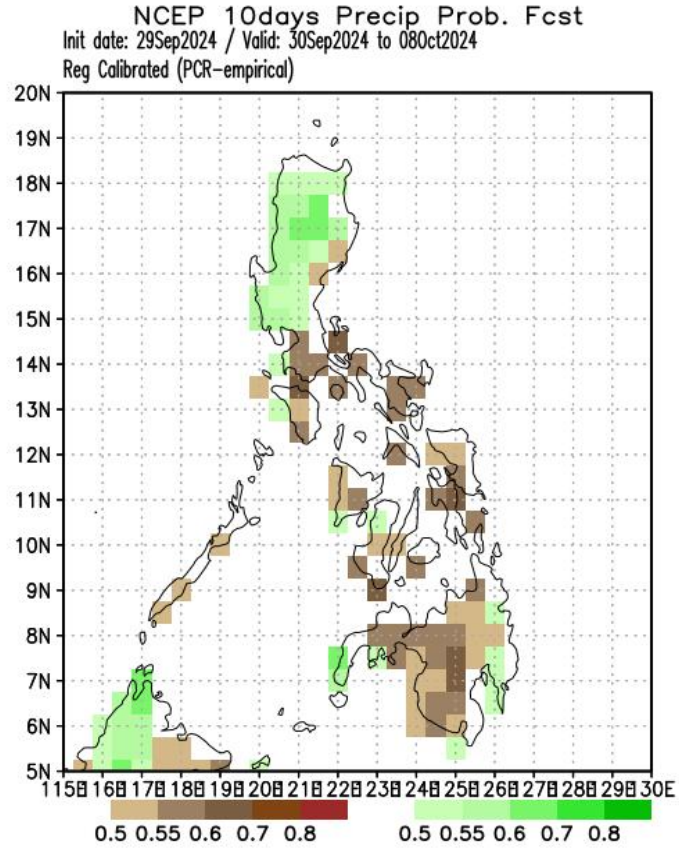 NCEP 10days Precip Prob. Fcst
Init date: 29Sep2024 / Valid: 30Sep2024 to 08Oct2024
Reg Calibrated (PCR-empirical)
20N
19N
18N
17N
16N
15N
14N
13N
12N
11N
10N
9N
8N
7N
6N
5N
115E 116E 117E 118E 119E 120E 121E 122E 123E 124E 125E 126E 127E 128E 129E 130E
0.5 0.55 0.6 0.7 0.8 0.5 0.55 0.6 0.7 0.8